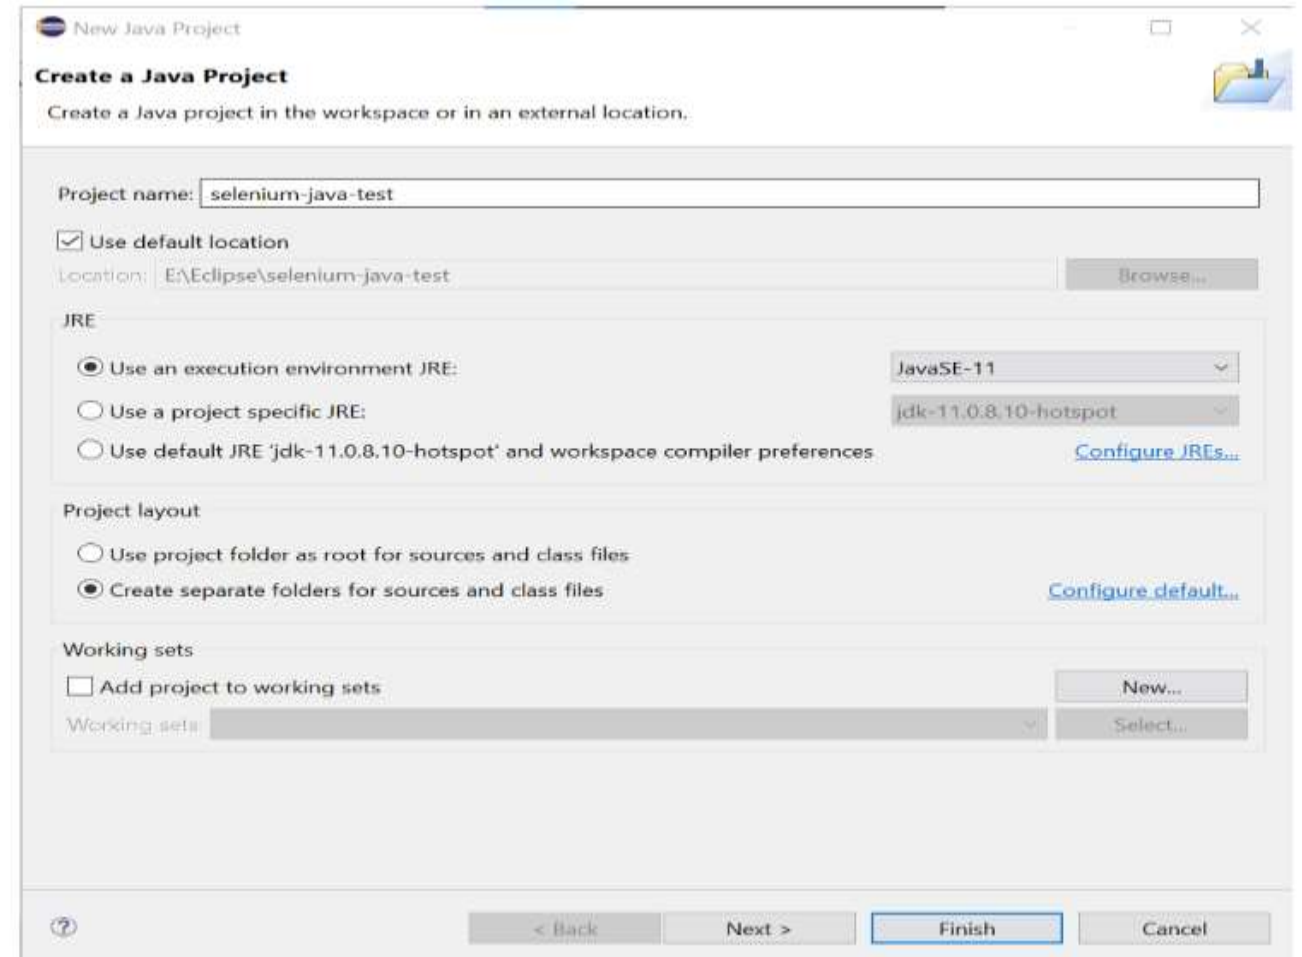 New Java Project
Create a Java Project
Create a Java project in the workspace or in an external location.
Project name: selenium-java-test
Use default location
Location: E:\Eclipse\selenium-java-test Browse...
JRE
Use an execution environment JRE: JavaSE-11
Use a project specific JRE: jdk-11.0.8.10-hotspot
Use default JRE 'jdk-11.0.8.10-hotspot' and workspace compiler preferences Configure JREs...
Project layout
Use project folder as root for sources and class files
Create separate folders for sources and class files Configure default...
Working sets
Add project to working sets New...
Working sets: Select...
? < Back Next > Finish Cancel